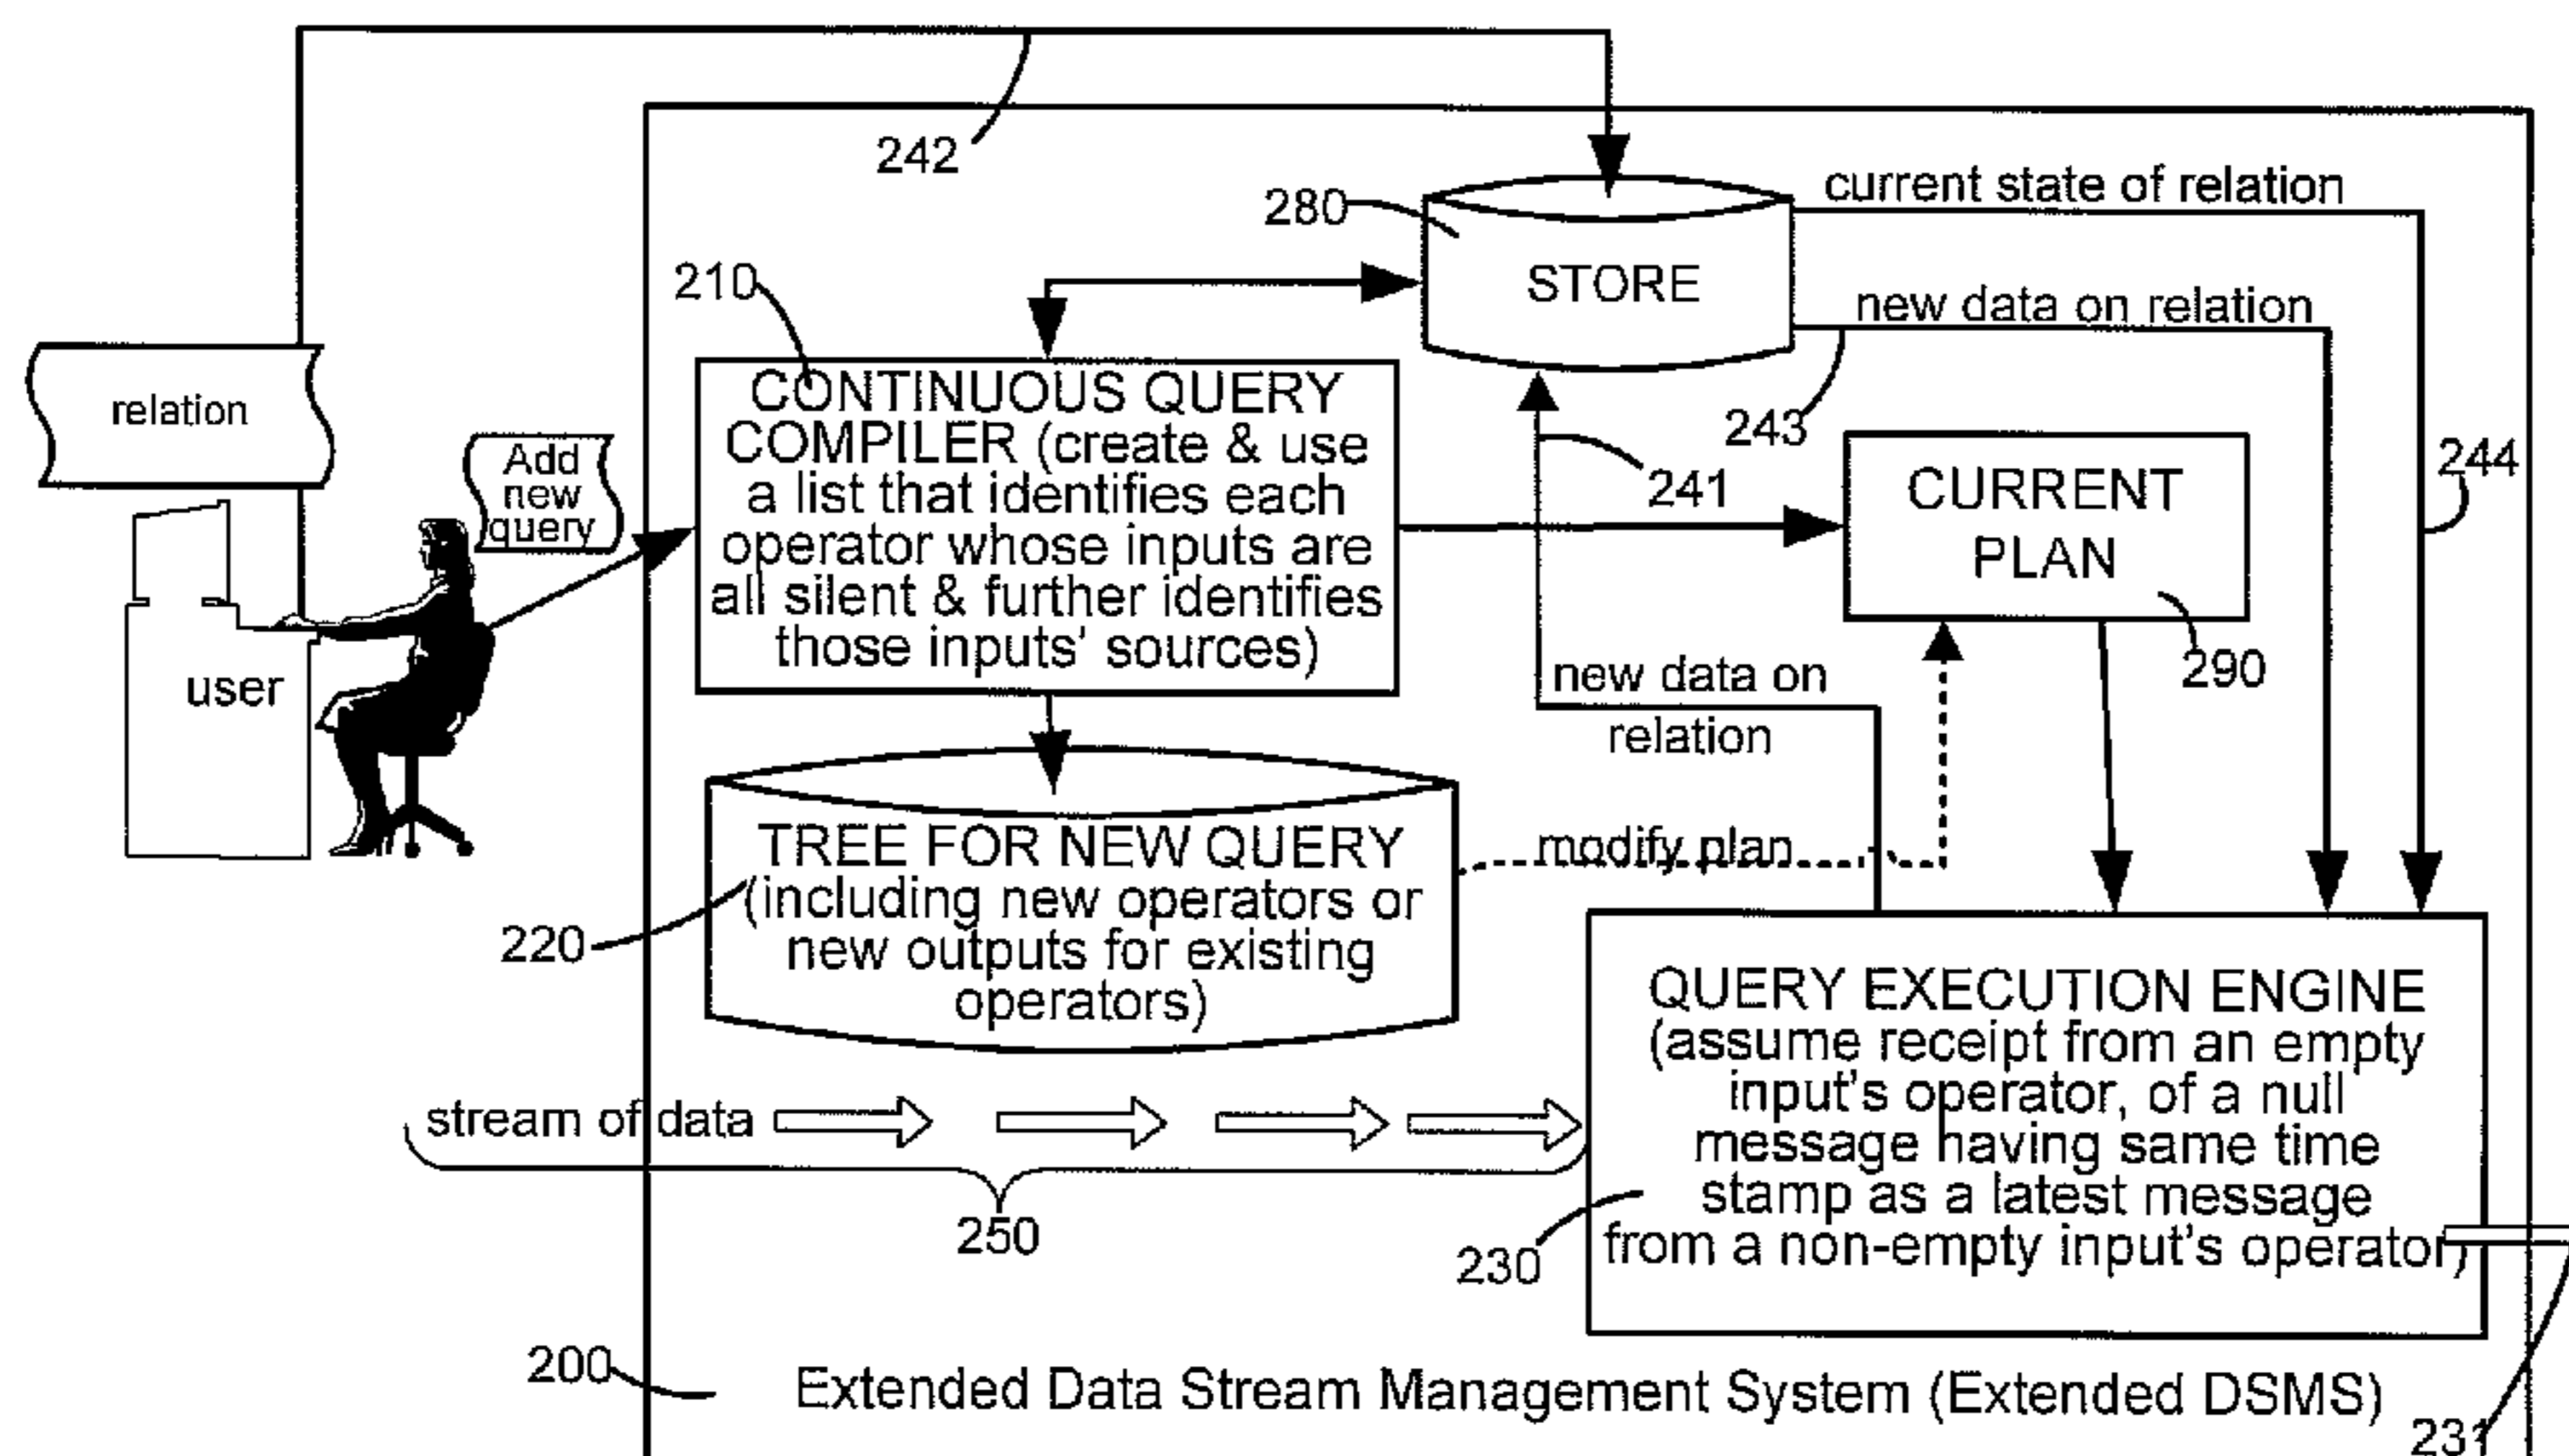 242
280
current state of relation
STORE
new data on relation
210
relation
Add
new
query
user
CONTINUOUS QUERY
COMPILER (create & use
a list that identifies each
operator whose inputs are
all silent & further identifies
those inputs' sources)
243
241
244
CURRENT
PLAN
290
new data on
relation
modify plan
TREE FOR NEW QUERY
(including new operators or
new outputs for existing
operators)
220
stream of data
250
QUERY EXECUTION ENGINE
(assume receipt from an empty
input's operator, of a null
message having same time
stamp as a latest message
from a non-empty input's operator)
230
200
Extended Data Stream Management System (Extended DSMS)
231